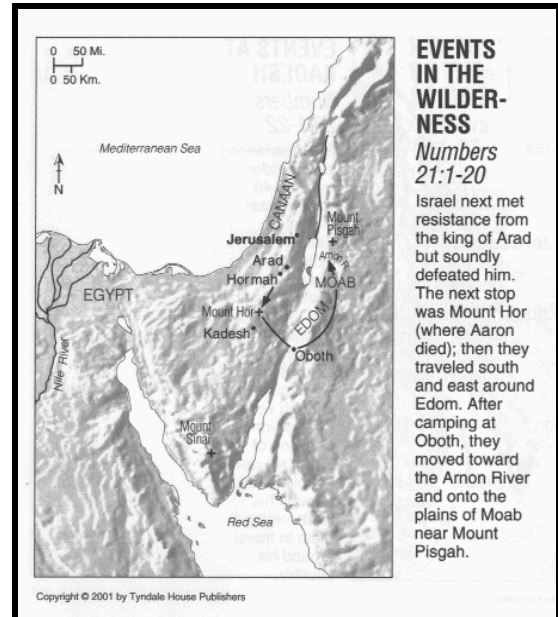 0 50 Mi.
0 50 Km.
Mediterranean Sea
N
CANAAN
Mount
Pisgah
Jerusalem
Arnon R.
Arad
Hormah
MOAB
EGYPT
Mount Hor
EDOM
Kadesh
Oboth
Nile River
Mount
Sinai
Red Sea
EVENTS
IN THE
WILDER-
NESS
Numbers
21:1-20
Israel next met
resistance from
the king of Arad
but soundly
defeated him.
The next stop
was Mount Hor
(where Aaron
died); then they
traveled south
and east around
Edom. After
camping at
Oboth, they
moved toward
the Arnon River
and onto the
plains of Moab
near Mount
Pisgah.
Copyright © 2001 by Tyndale House Publishers